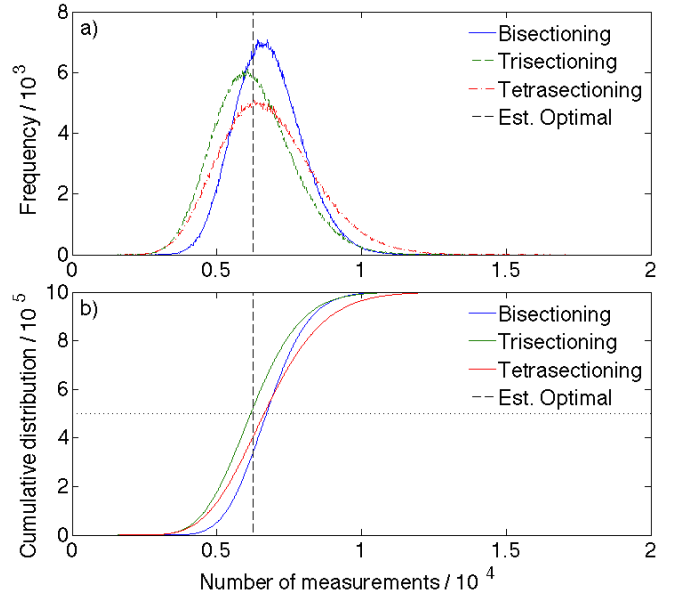 8
6
4
2
0
Frequency / 10^3
a)
Bisectioning
Trisectioning
Tetrasectioning
Est. Optimal
0 0.5 1 1.5 2
10
8
6
4
2
0
Cumulative distribution / 10^5
b)
Bisectioning
Trisectioning
Tetrasectioning
Est. Optimal
0 0.5 1 1.5 2
Number of measurements / 10^4